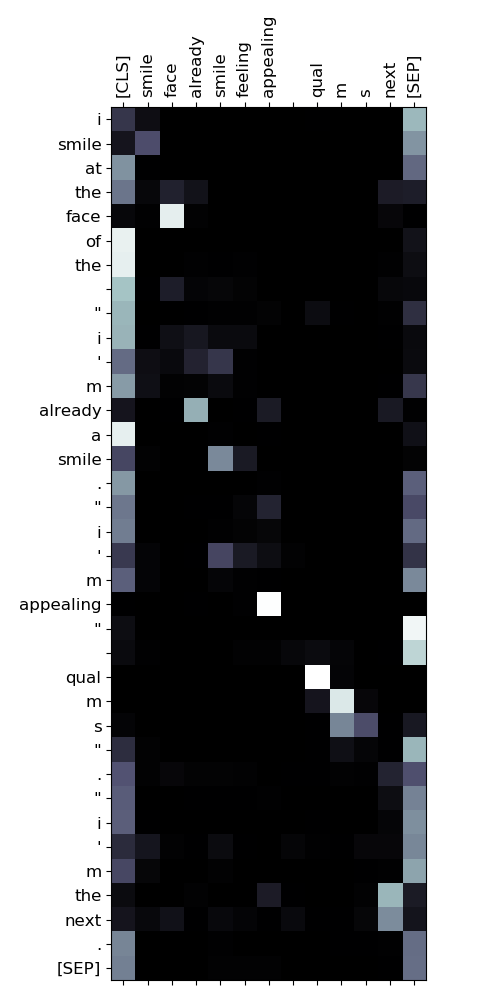 [CLS] smile face already smile feeling appealing qual m s next [SEP]
i
smile
at
the
face
of
the
"
i
'
m
already
a
smile
.
"
i
'
m
appealing
"
qual
m
s
"
.
"
i
'
m
the
next
.
[SEP]